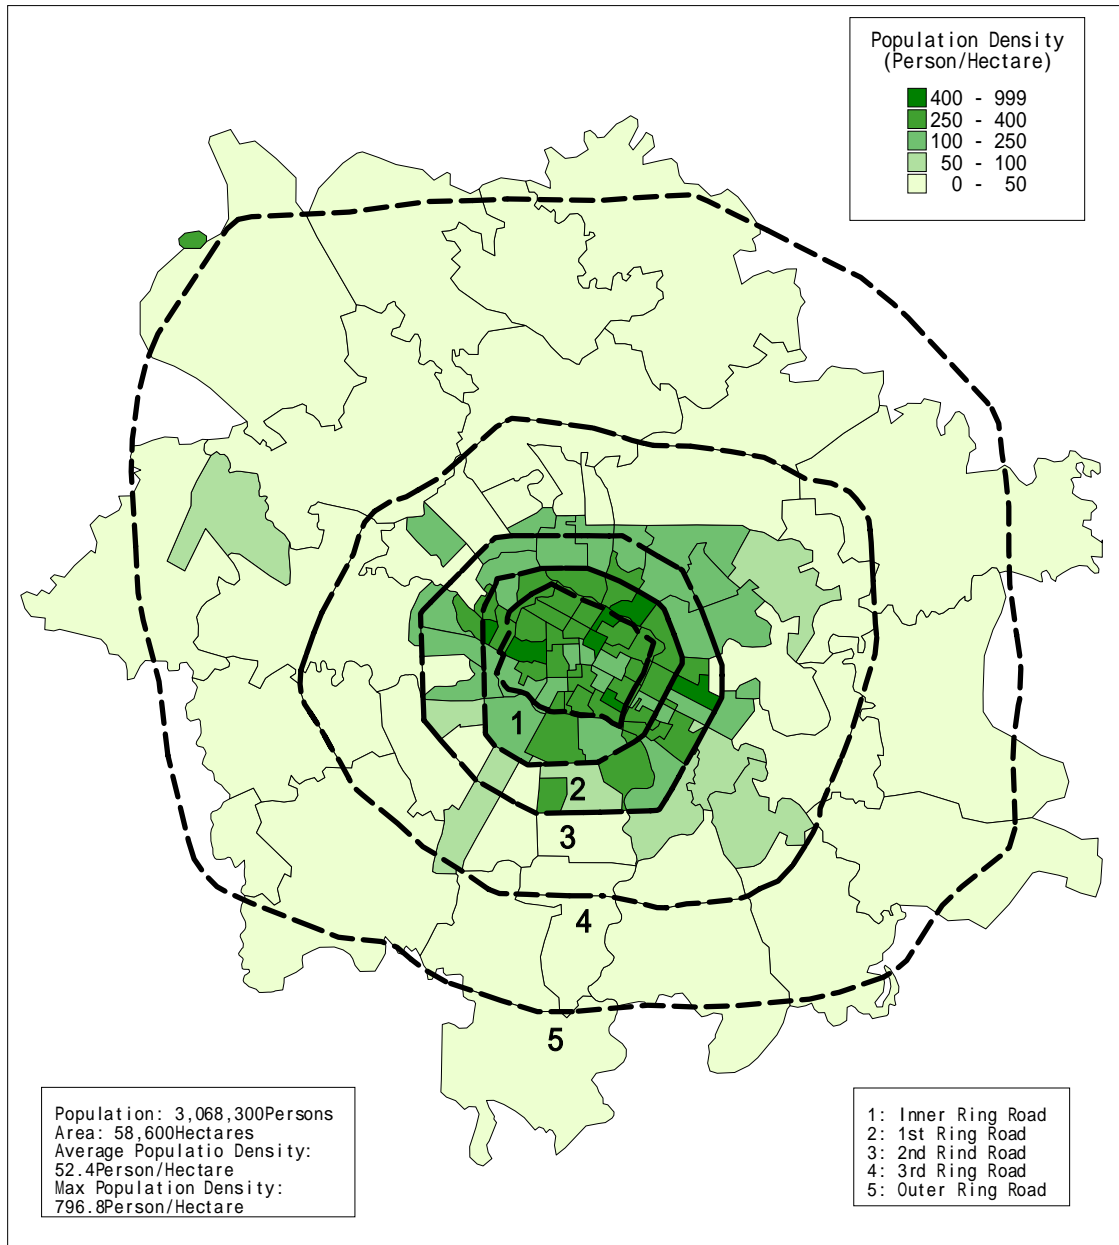 Population Density
(Person/Hectare)
400 - 999
250 - 400
100 - 250
50 - 100
0 - 50
1
2
3
4
5
Population: 3,068,300Persons
Area: 58,600Hectares
Average Populatio Density:
52.4Person/Hectare
Max Population Density:
796.8Person/Hectare
1: Inner Ring Road
2: 1st Ring Road
3: 2nd Rind Road
4: 3rd Ring Road
5: Outer Ring Road